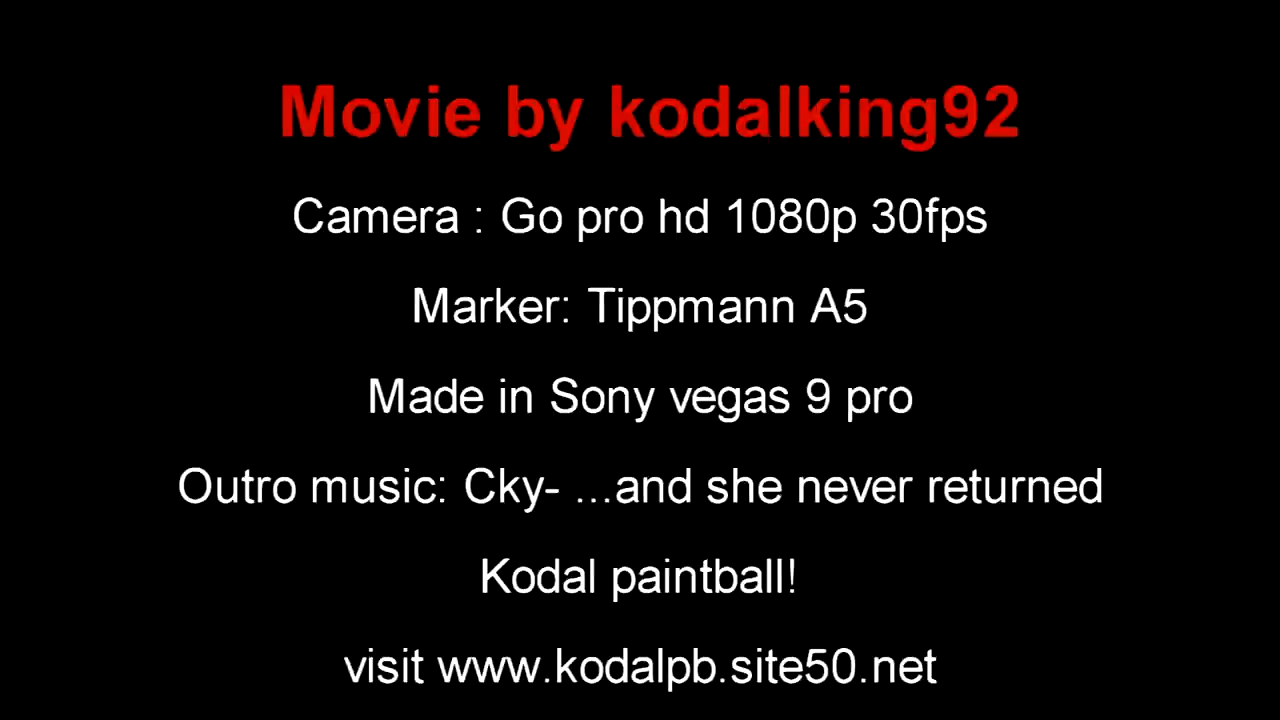 Movie by kodalking92
Camera : Go pro hd 1080p 30fps
Marker: Tippmann A5
Made in Sony vegas 9 pro
Outro music: Cky- ...and she never returned
Kodal paintball!
visit www.kodalpb.site50.net